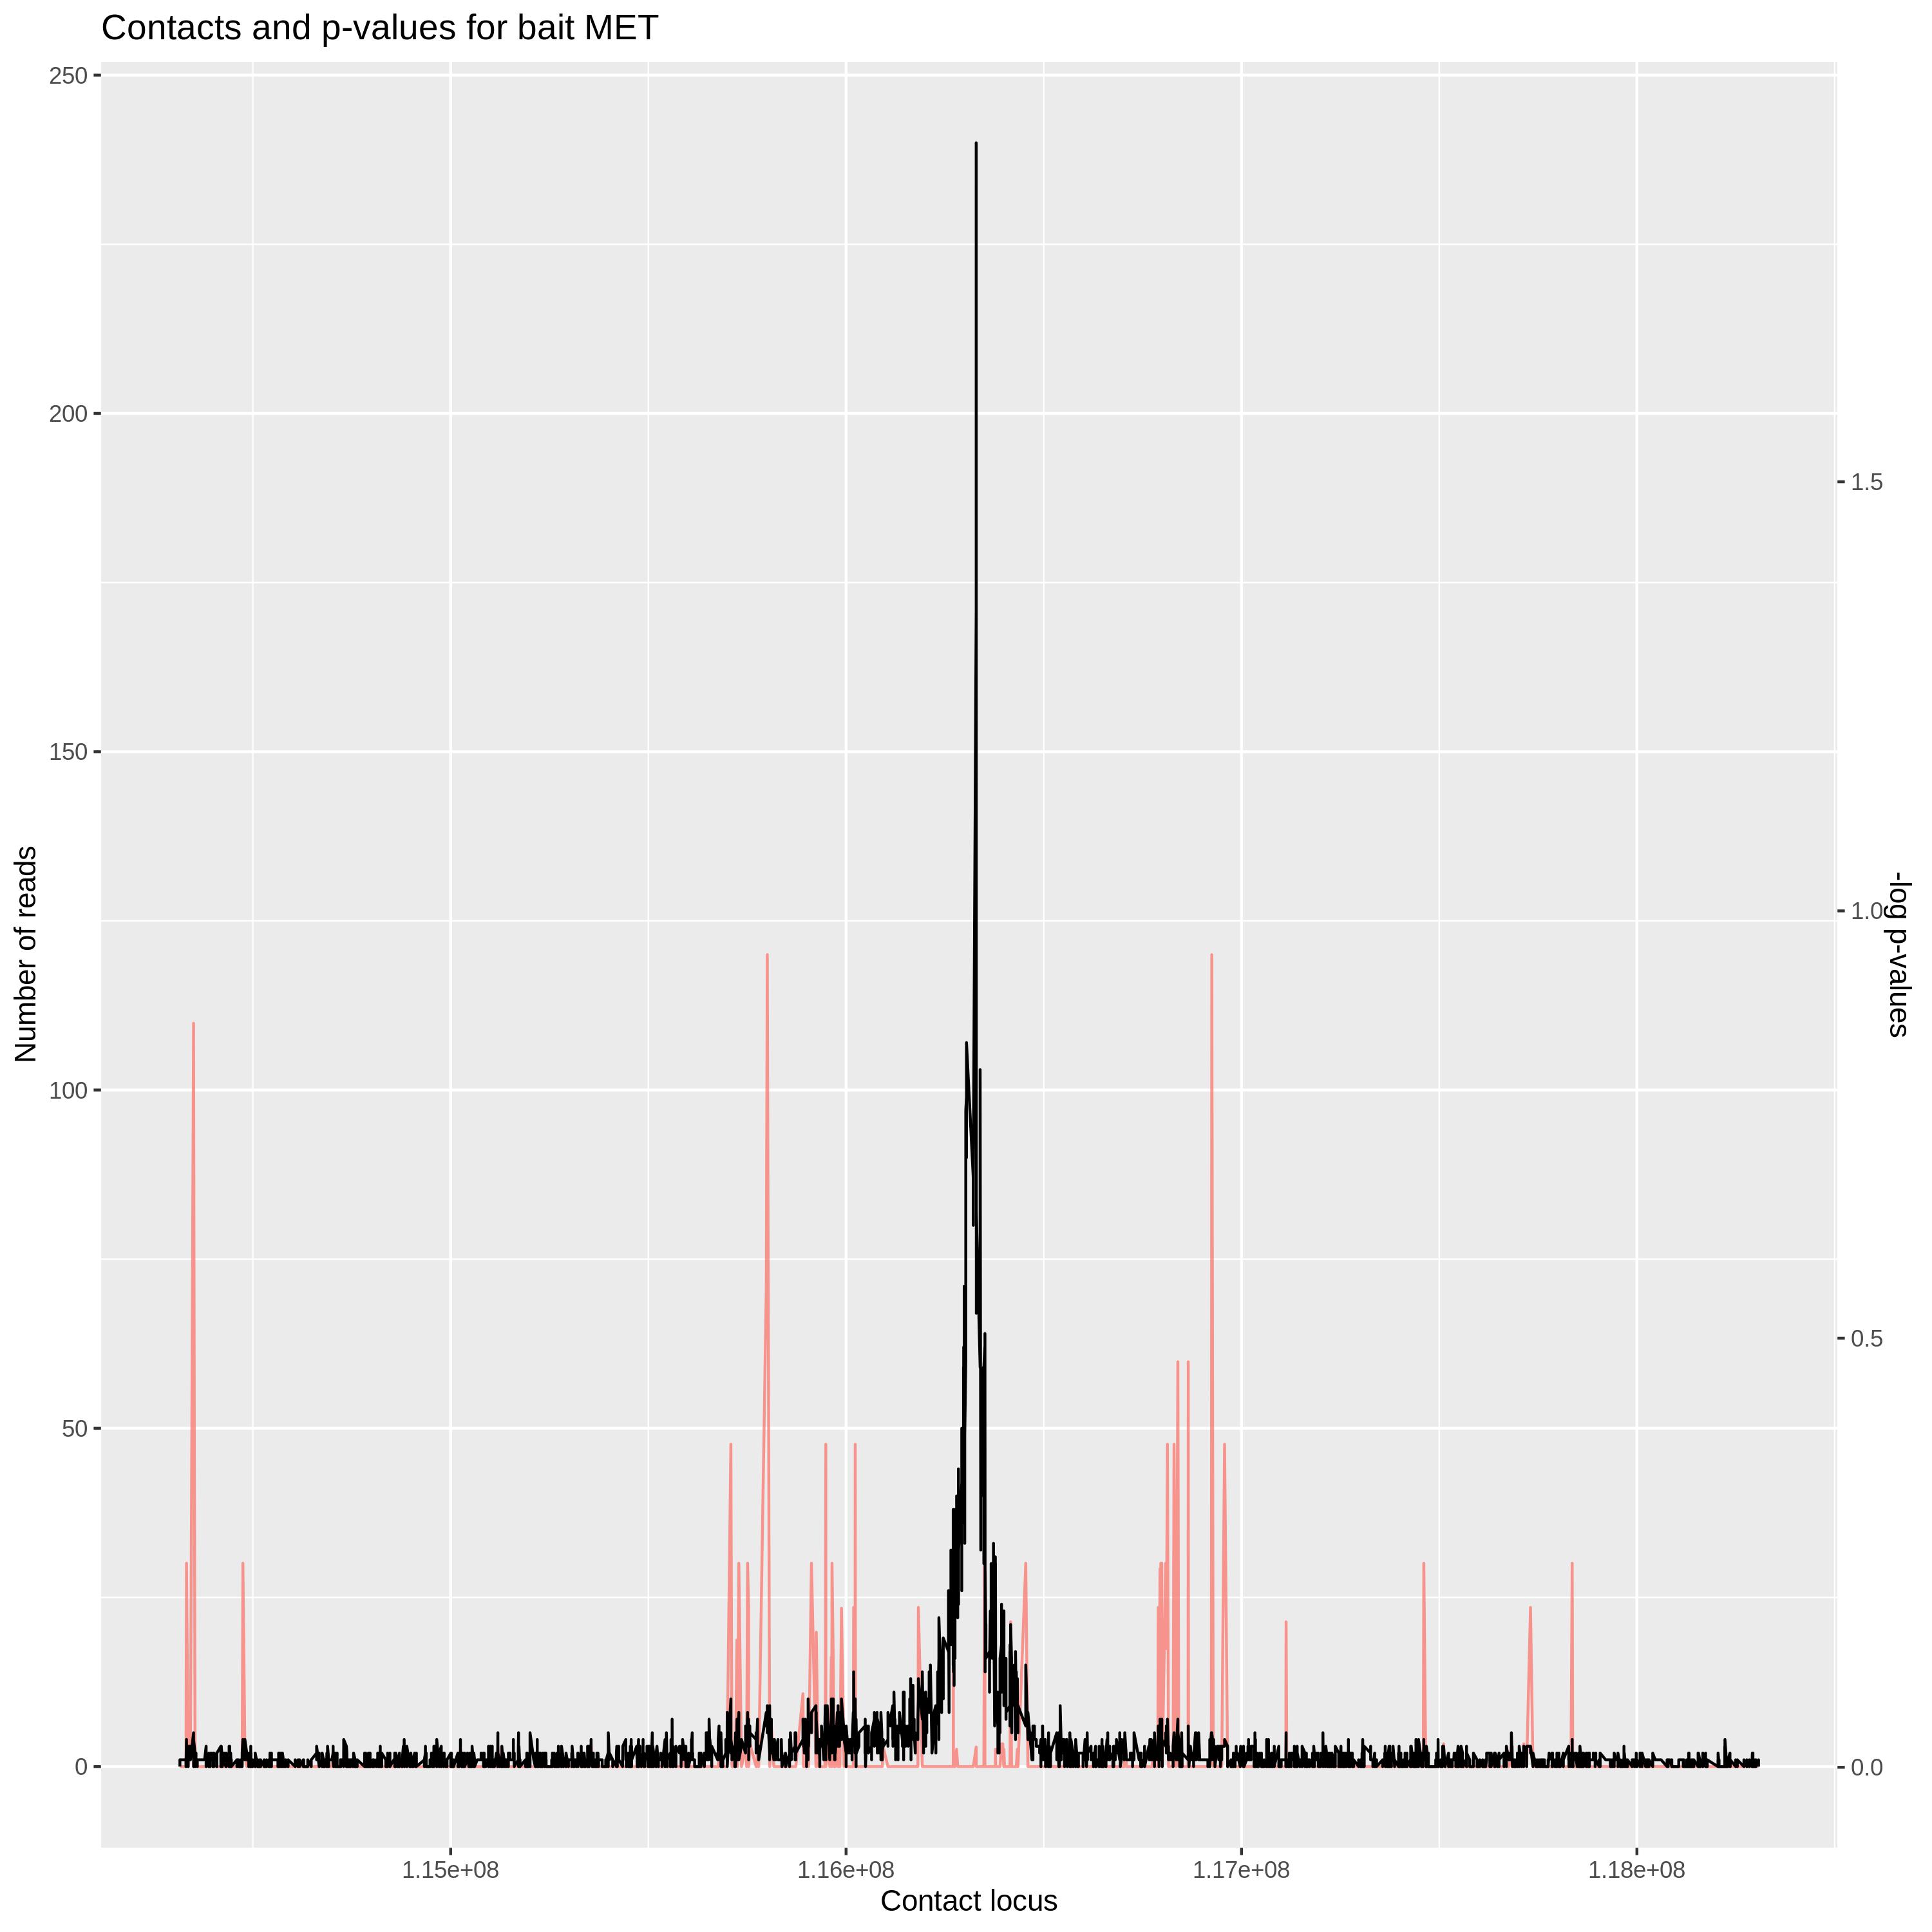 Contacts and p-values for bait MET
250
200
150
100
50
0
Number of reads
1.5
1.0
0.5
0.0
-log p-values
1.15e+08
1.16e+08
1.17e+08
1.18e+08
Contact locus